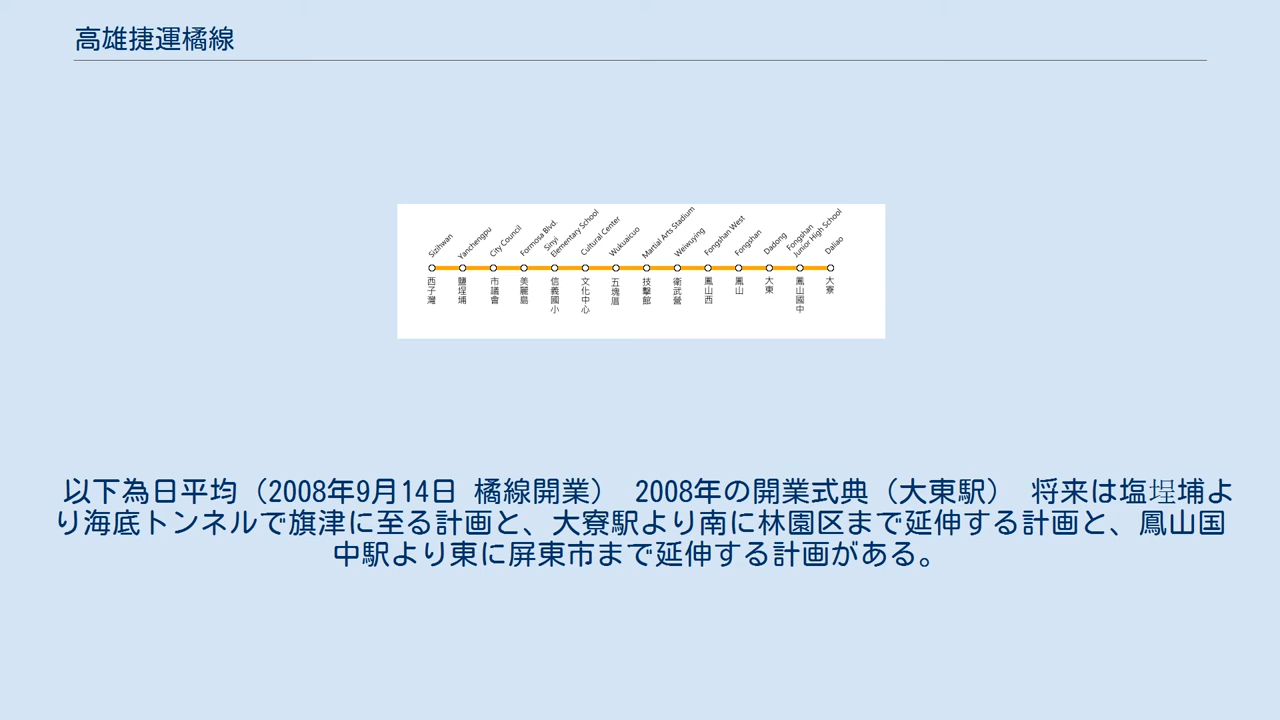 高雄捷運橘線
Sizihwan
Yanchengpu
City Council
Formosa Blvd.
Sinyi
Elementary School
Cultural Center
Wukuaicuo
Martial Arts Stadium
Weiwuying
Fongshan West
Fongshan
Dadong
Fongshan
Junior High School
Daliao
西子灣
鹽埕埔
市議會
美麗島
信義國小
文化中心
五塊厝
技擊館
衛武營
鳳山西
鳳山
大東
鳳山國中
大寮
以下為日平均（2008年9月14日 橘線開業） 2008年の開業式典（大東駅） 将来は塩埕埔よ
り海底トンネルで旗津に至る計画と、大寮駅より南に林園区まで延伸する計画と、鳳山国
中駅より東に屏東市まで延伸する計画がある。